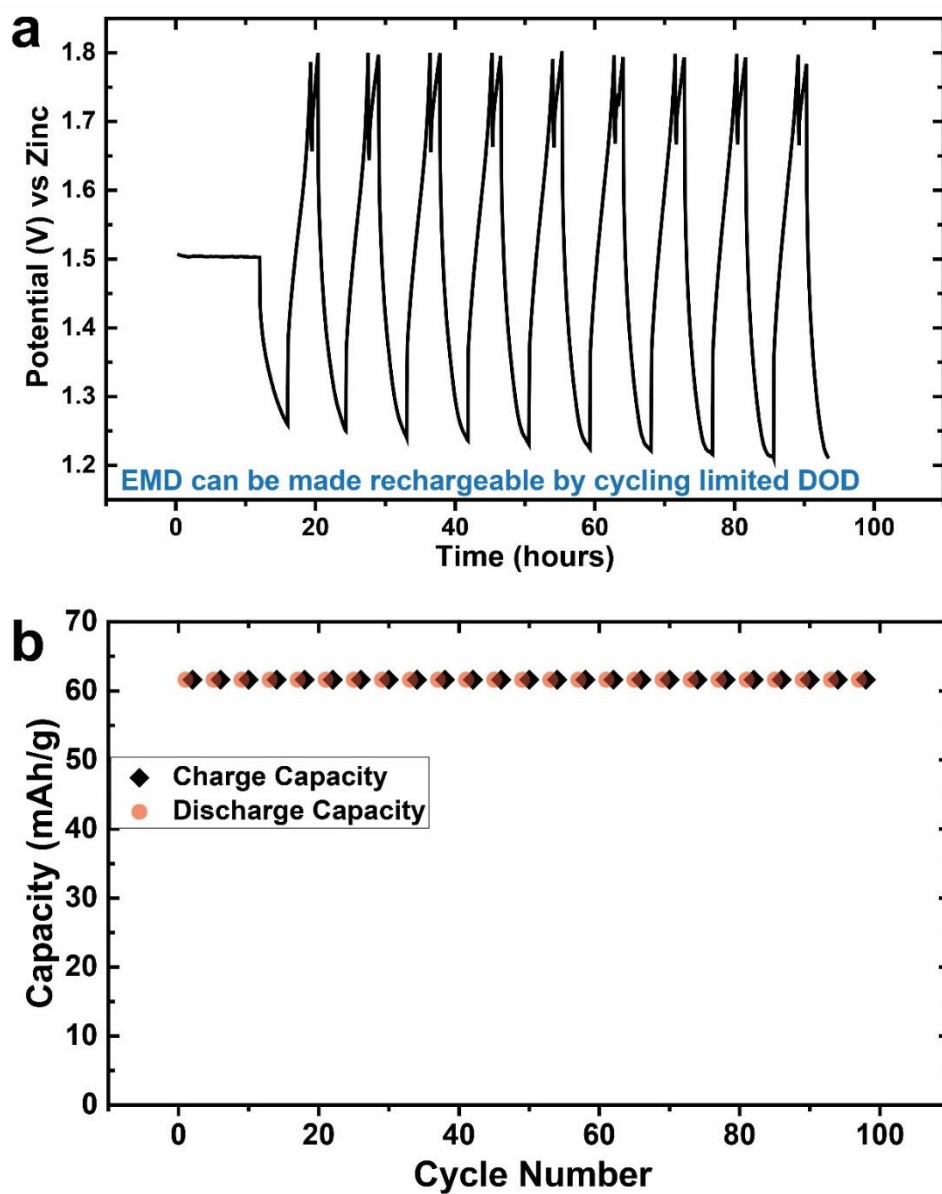 a
Potential (V) vs Zinc
1.8
1.7
1.6
1.5
1.4
1.3
1.2
EMD can be made rechargeable by cycling limited DOD
0 20 40 60 80 100
Time (hours)
b
Capacity (mAh/g)
70
60
50
40
30
20
10
0
Charge Capacity
Discharge Capacity
0 20 40 60 80 100
Cycle Number